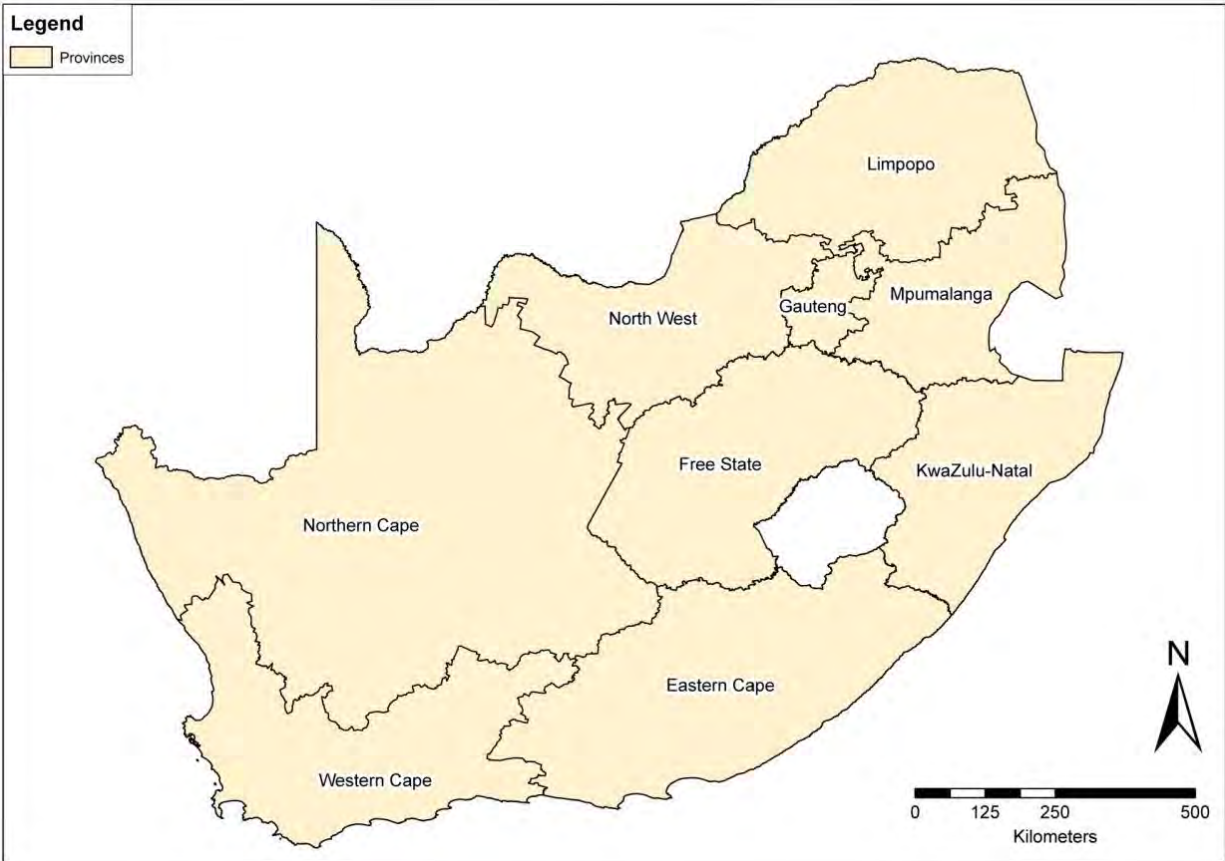 Legend
Provinces
Limpopo
Mpumalanga
Gauteng
North West
Free State
KwaZulu-Natal
Northern Cape
Eastern Cape
Western Cape
N
0 125 250 500
Kilometers